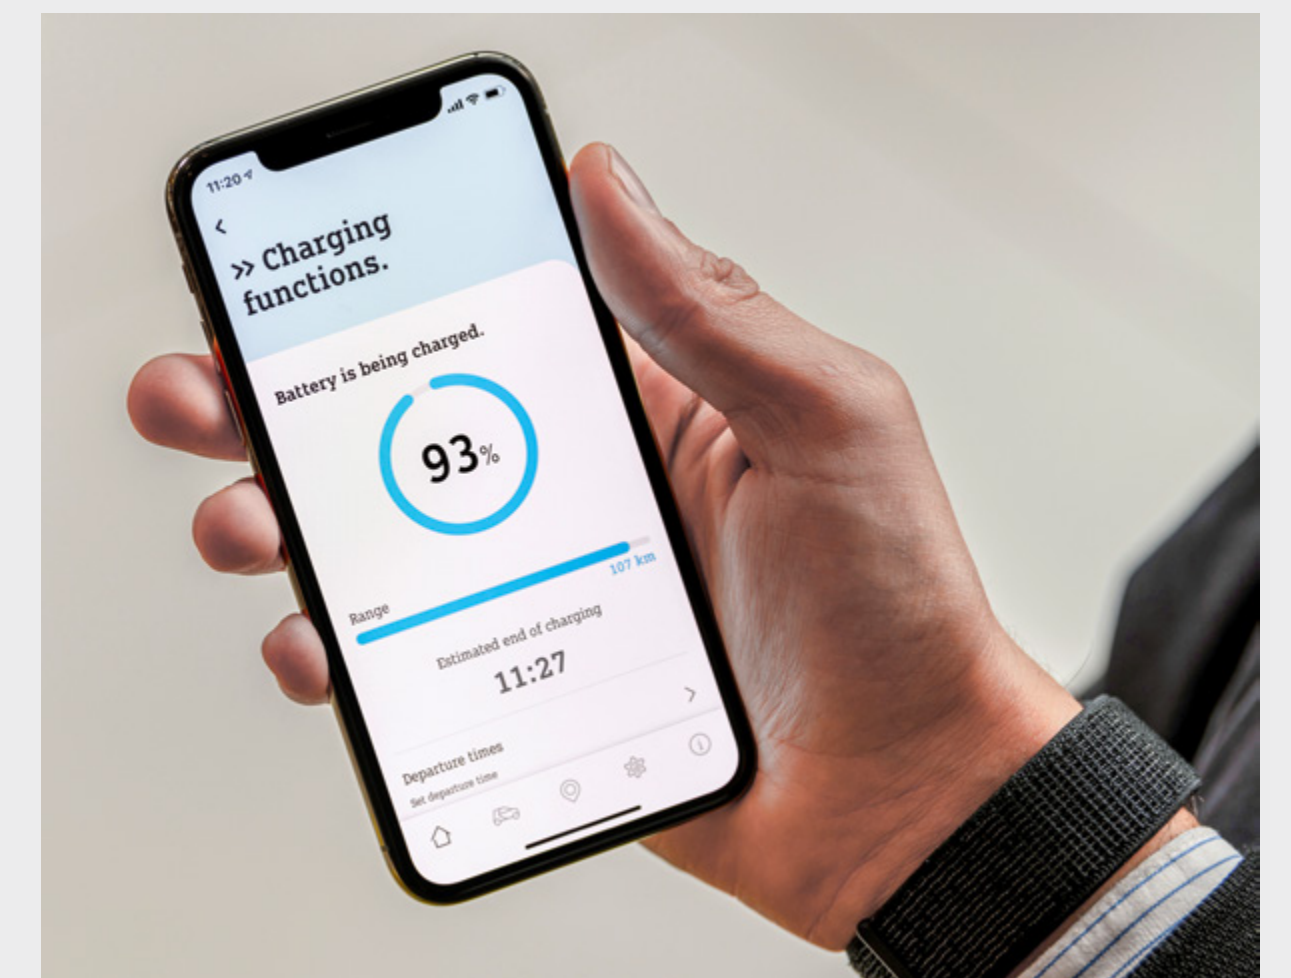 11:20
>> Charging
functions.
Battery is being charged.
93%
Range
107 km
Estimated end of charging
11:27
Departure times
Set departure time